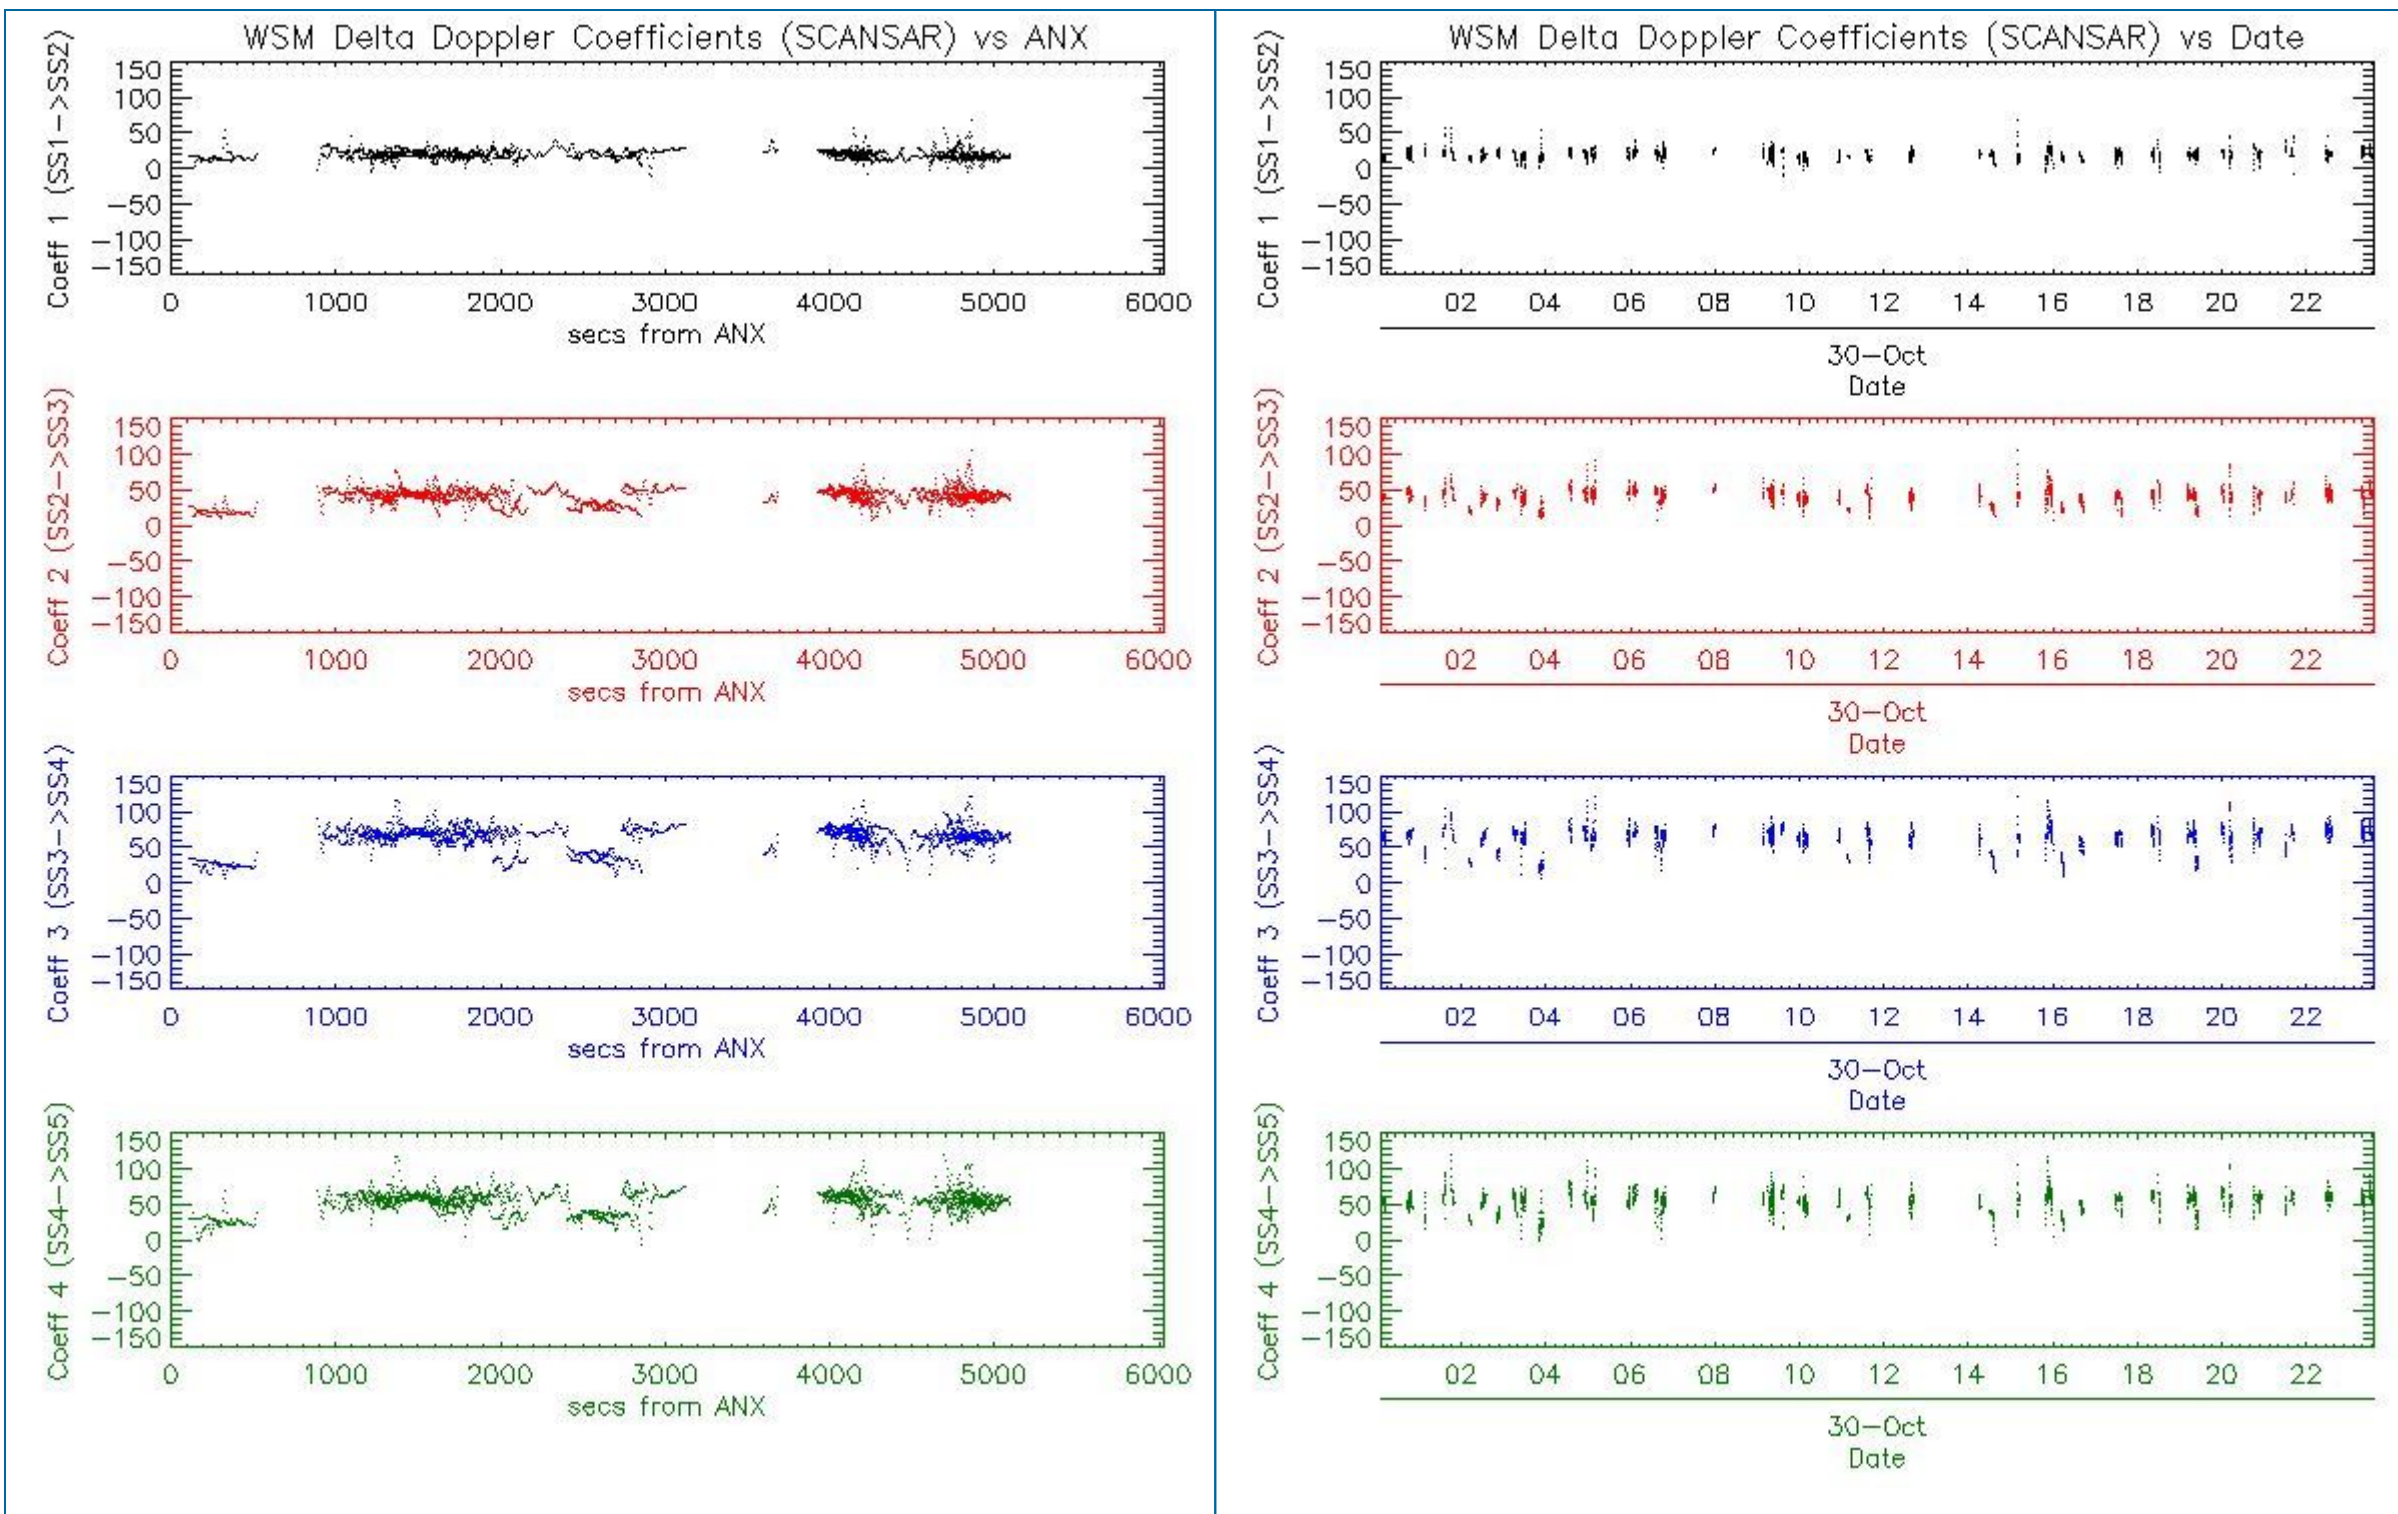 WSM Delta Doppler Coefficients (SCANSAR) vs ANX
Coeff 1 (SS1->SS2)
150
100
50
0
-50
-100
-150
0 1000 2000 3000 4000 5000 6000
secs from ANX
Coeff 2 (SS2->SS3)
150
100
50
0
-50
-100
-150
0 1000 2000 3000 4000 5000 6000
secs from ANX
Coeff 3 (SS3->SS4)
150
100
50
0
-50
-100
-150
0 1000 2000 3000 4000 5000 6000
secs from ANX
Coeff 4 (SS4->SS5)
150
100
50
0
-50
-100
-150
0 1000 2000 3000 4000 5000 6000
secs from ANX
WSM Delta Doppler Coefficients (SCANSAR) vs Date
Coeff 1 (SS1->SS2)
150
100
50
0
-50
-100
-150
02 04 06 08 10 12 14 16 18 20 22
30-Oct
Date
Coeff 2 (SS2->SS3)
150
100
50
0
-50
-100
-150
02 04 06 08 10 12 14 16 18 20 22
30-Oct
Date
Coeff 3 (SS3->SS4)
150
100
50
0
-50
-100
-150
02 04 06 08 10 12 14 16 18 20 22
30-Oct
Date
Coeff 4 (SS4->SS5)
150
100
50
0
-50
-100
-150
02 04 06 08 10 12 14 16 18 20 22
30-Oct
Date